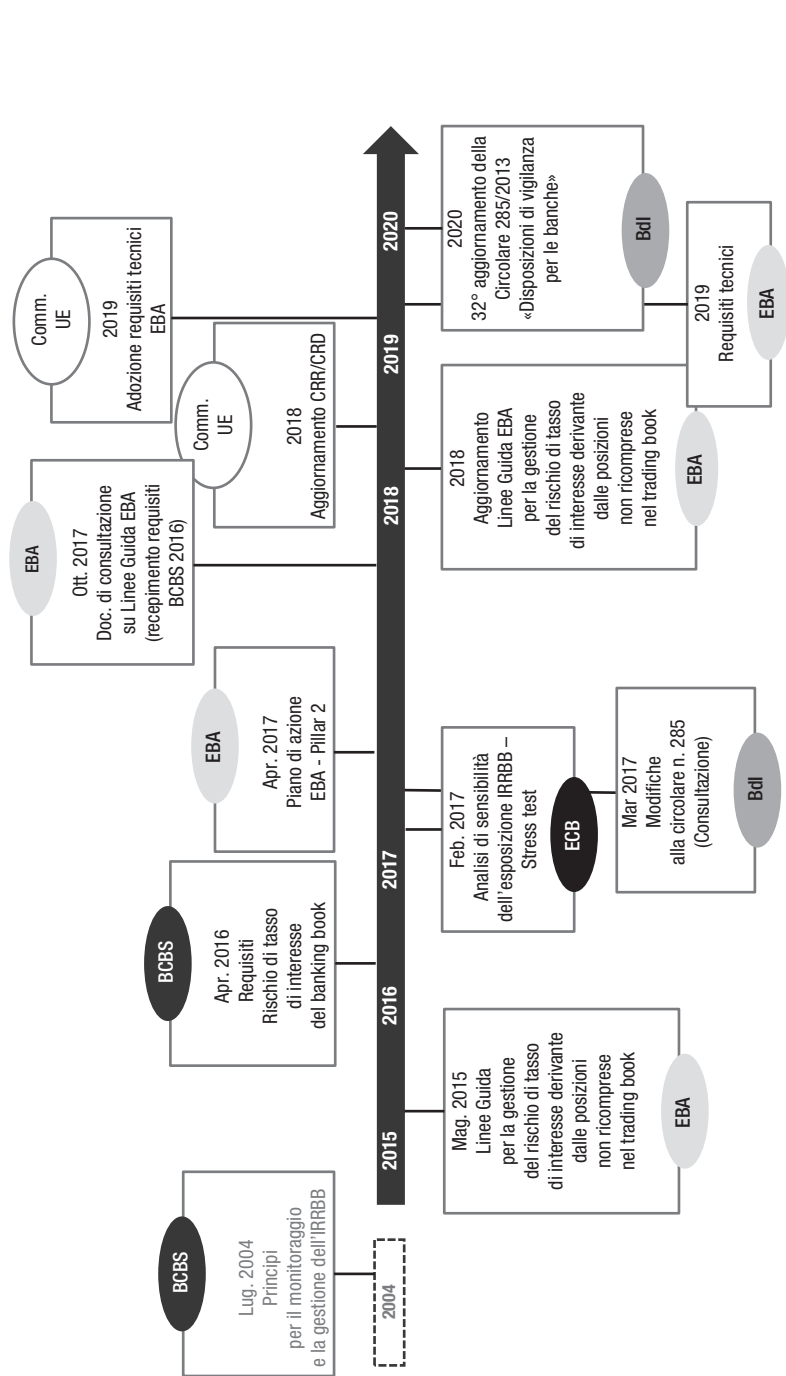 BCBS
Lug. 2004
Principi
per il monitoraggio
e la gestione dell'IRRBB
BCBS
Apr. 2016
Requisiti
Rischio di tasso
di interesse
del banking book
EBA
Apr. 2017
Piano di azione
EBA - Pillar 2
EBA
Ott. 2017
Doc. di consultazione
su Linee Guida EBA
(recepimento requisiti
BCBS 2016)
Comm.
UE
2018
Aggiornamento CRR/CRD
Comm.
UE
2019
Adozione requisiti tecnici
EBA
2004
2015
2016
2017
2018
2019
2020
Mag. 2015
Linee Guida
per la gestione
del rischio di tasso
di interesse derivante
dalle posizioni
non ricomprese
nel trading book
EBA
Feb. 2017
Analisi di sensibilità
dell'esposizione IRRBB –
Stress test
ECB
Mar 2017
Modifiche
alla circolare n. 285
(Consultazione)
BdI
2018
Aggiornamento
Linee Guida EBA
per la gestione
del rischio di tasso
di interesse derivante
dalle posizioni
non ricomprese
nel trading book
EBA
2020
32° aggiornamento della
Circolare 285/2013
«Disposizioni di vigilanza
per le banche»
BdI
2019
Requisiti tecnici
EBA